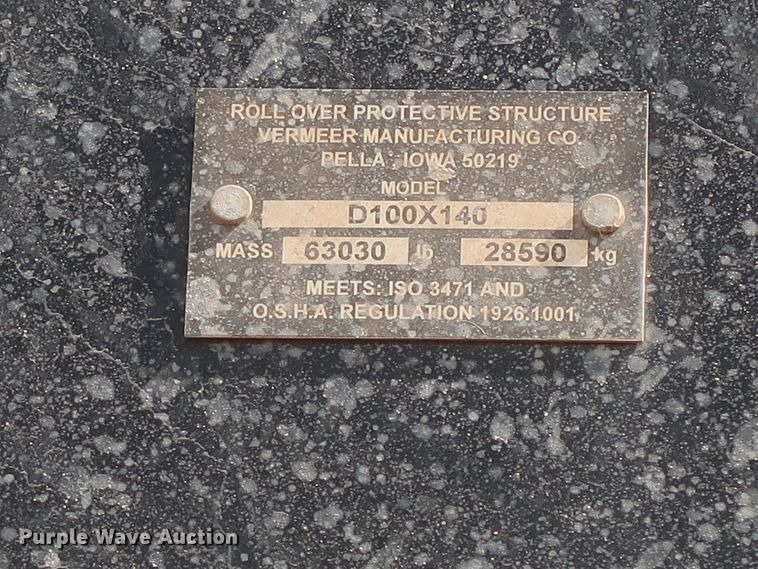 ROLL OVER PROTECTIVE STRUCTURE
VERMEER MANUFACTURING CO.
PELLA, IOWA 50219
MODEL
D100X140
MASS 63030 lb 28590 kg
MEETS: ISO 3471 AND
O.S.H.A. REGULATION 1926.1001
Purple Wave Auction